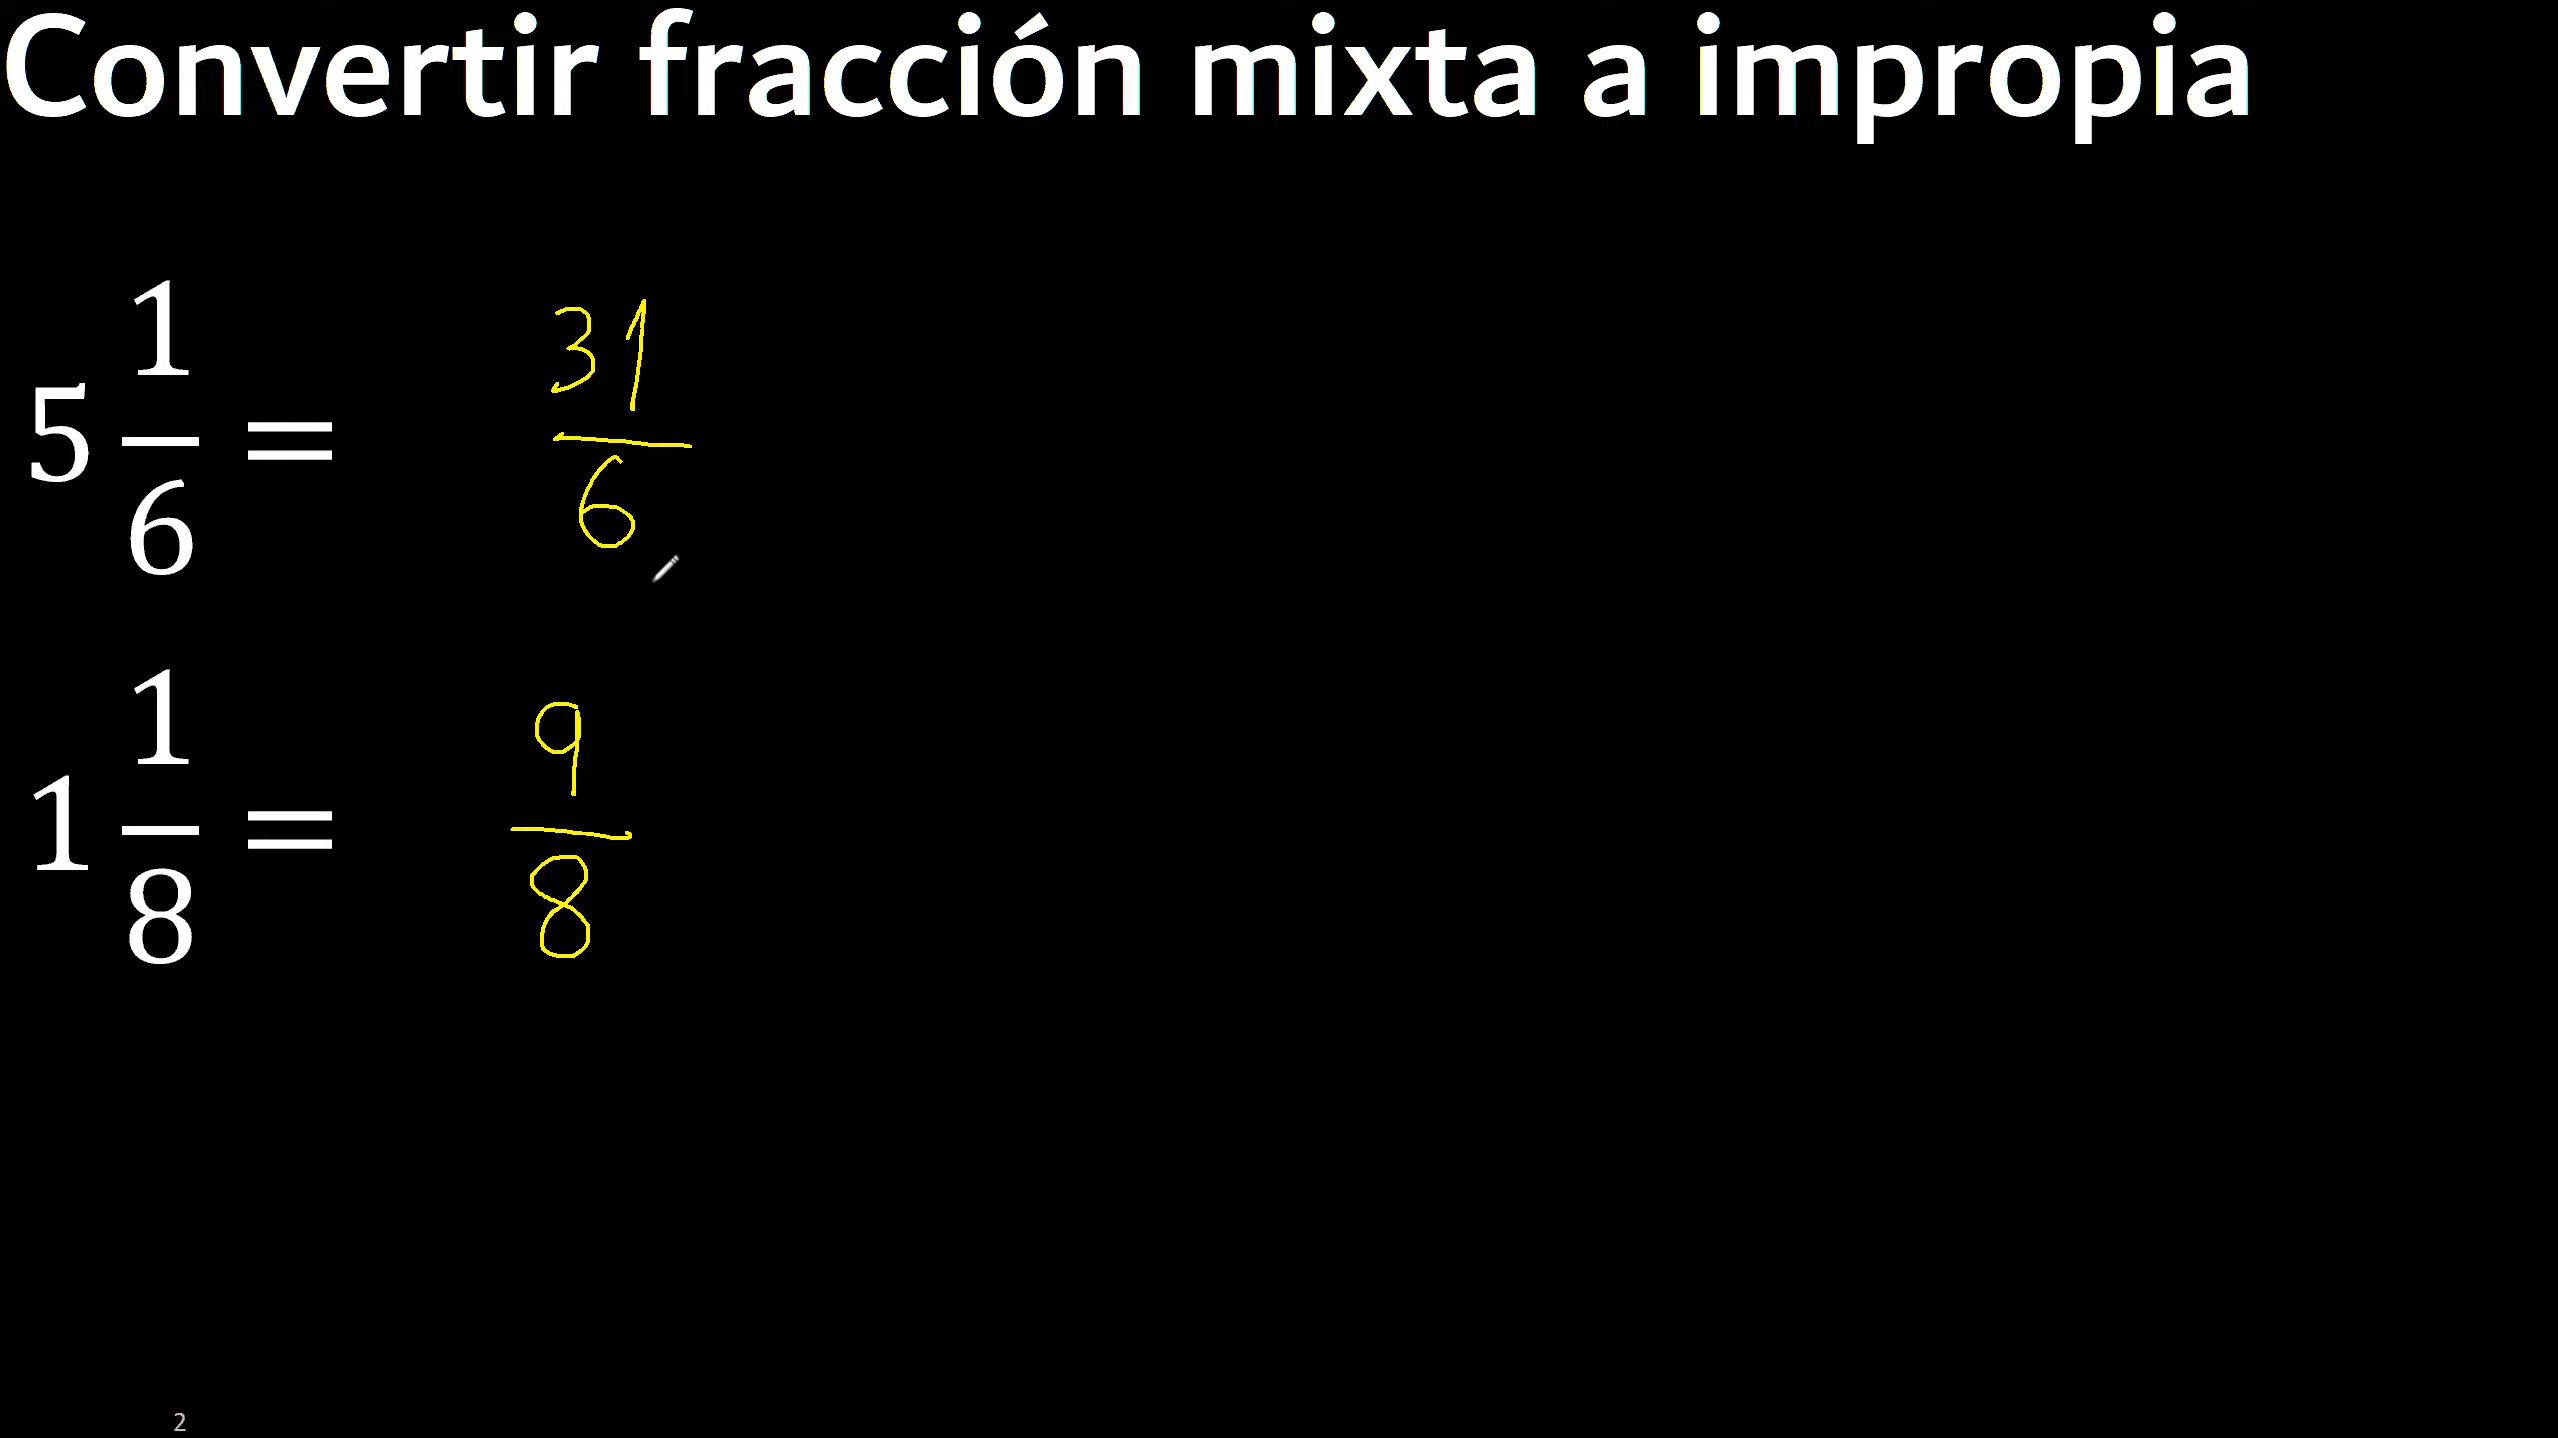 Convertir fracción mixta a impropia
5 1/6 = 31/6
1 1/8 = 9/8
2